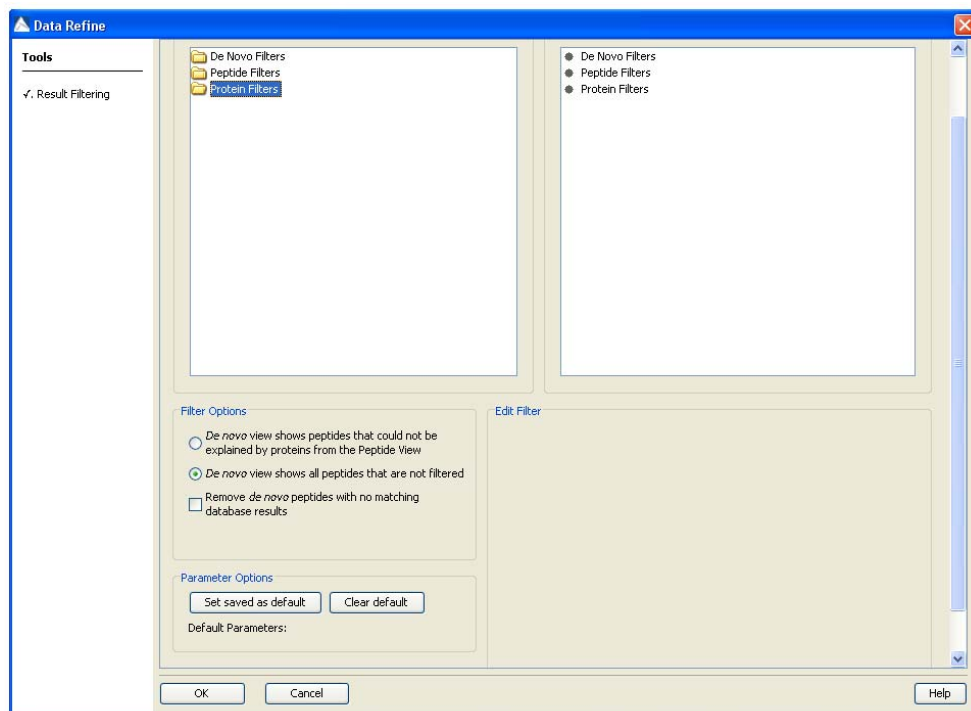 Data Refine
Tools
√. Result Filtering
De Novo Filters
Peptide Filters
Protein Filters
De Novo Filters
Peptide Filters
Protein Filters
Filter Options
De novo view shows peptides that could not be
explained by proteins from the Peptide View
De novo view shows all peptides that are not filtered
Remove de novo peptides with no matching
database results
Edit Filter
Parameter Options
Set saved as default
Clear default
Default Parameters:
OK
Cancel
Help